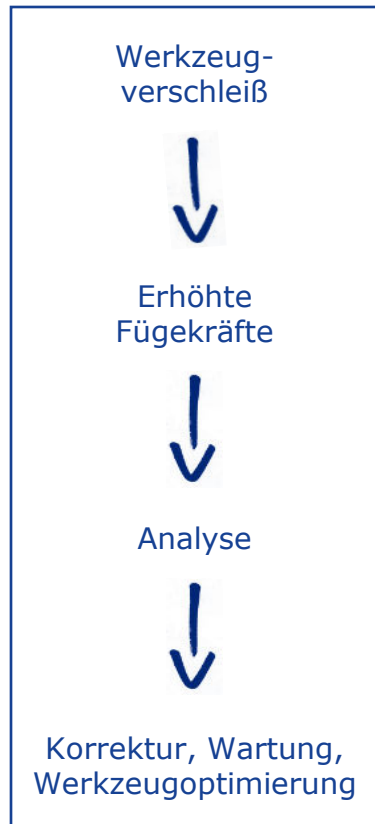 Werkzeug-
verschleiß
Erhöhte
Fügekräfte
Analyse
Korrektur, Wartung,
Werkzeugoptimierung